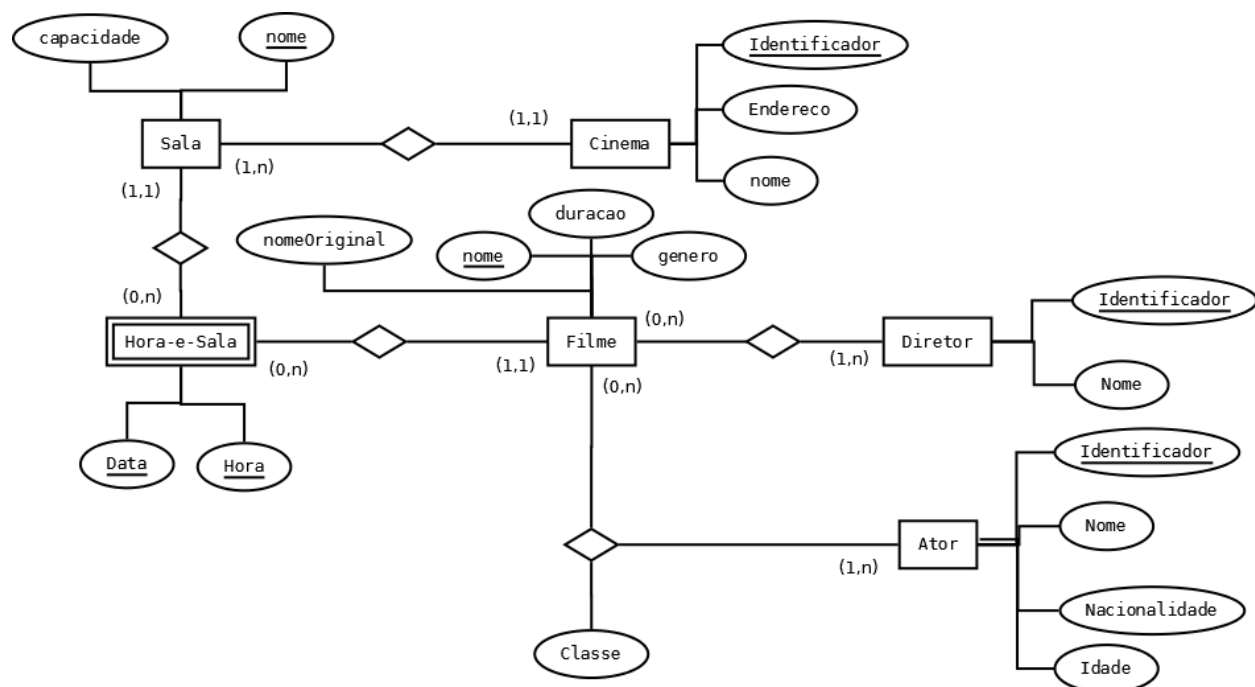 capacidade
nome
Identificador
Endereco
nome
Sala
(1,n)
(1,1)
Cinema
(1,1)
duracao
nomeOriginal
nome
genero
(0,n)
Hora-e-Sala
(0,n)
(1,1)
Filme
(0,n)
(0,n)
(1,n)
Diretor
Identificador
Nome
Data
Hora
Identificador
Nome
Ator
(1,n)
Nacionalidade
Classe
Idade